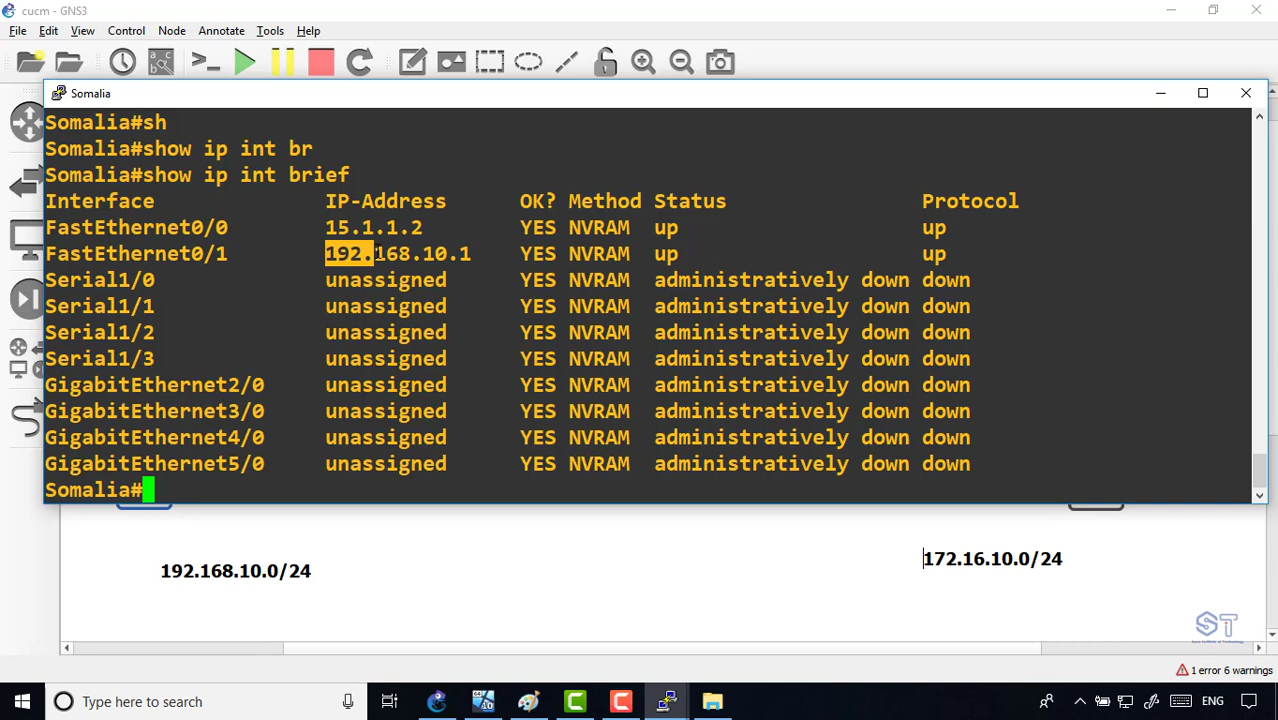 cucm - GNS3
File Edit View Control Node Annotate Tools Help
Somalia
Somalia#sh
Somalia#show ip int br
Somalia#show ip int brief
Interface IP-Address OK? Method Status Protocol
FastEthernet0/0 15.1.1.2 YES NVRAM up up
FastEthernet0/1 192.168.10.1 YES NVRAM up up
Serial1/0 unassigned YES NVRAM administratively down down
Serial1/1 unassigned YES NVRAM administratively down down
Serial1/2 unassigned YES NVRAM administratively down down
Serial1/3 unassigned YES NVRAM administratively down down
GigabitEthernet2/0 unassigned YES NVRAM administratively down down
GigabitEthernet3/0 unassigned YES NVRAM administratively down down
GigabitEthernet4/0 unassigned YES NVRAM administratively down down
GigabitEthernet5/0 unassigned YES NVRAM administratively down down
Somalia#
192.168.10.0/24
172.16.10.0/24
ST
1 error 6 warnings
Type here to search
ENG